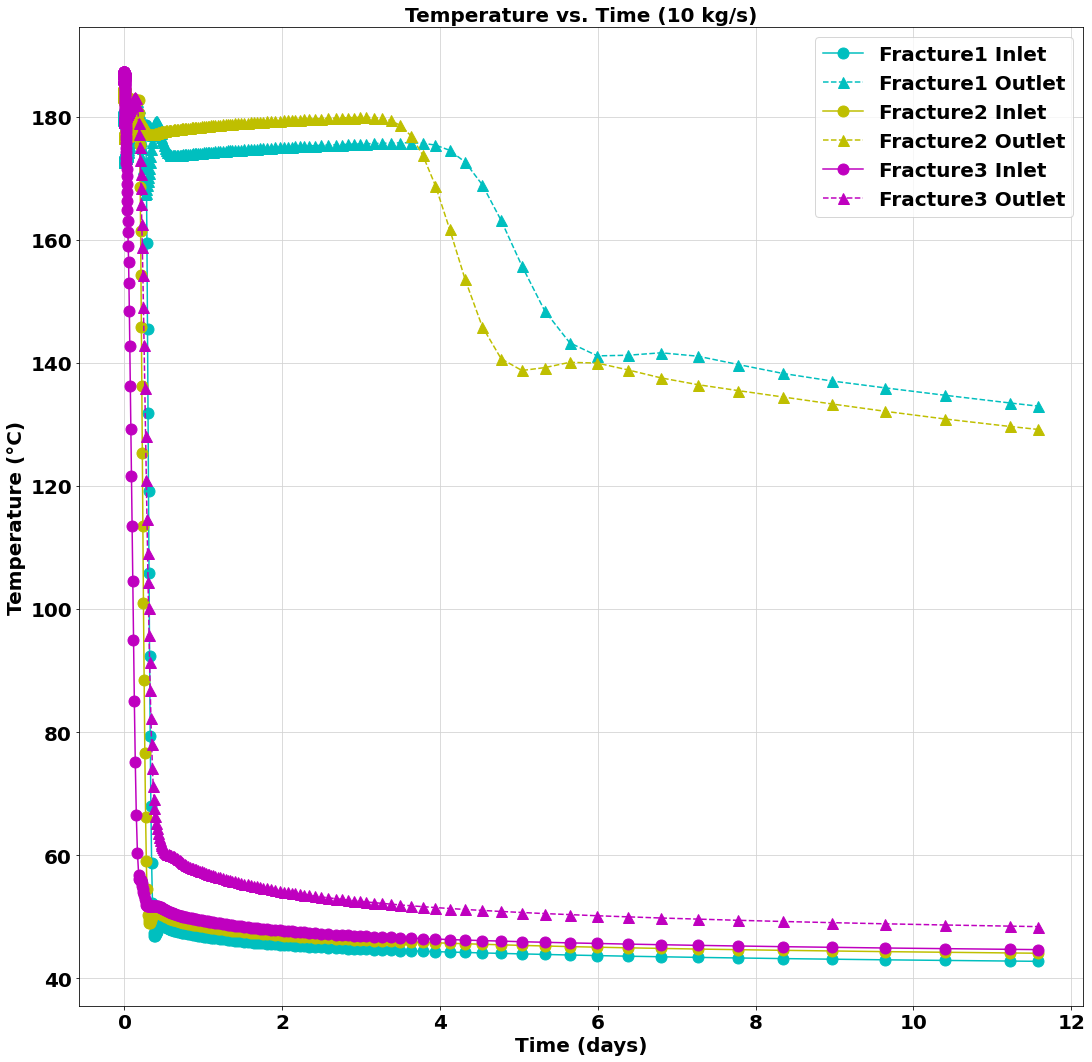 Temperature vs. Time (10 kg/s)
Fracture1 Inlet
Fracture1 Outlet
Fracture2 Inlet
Fracture2 Outlet
Fracture3 Inlet
Fracture3 Outlet
Temperature (°C)
180
160
140
120
100
80
60
40
0 2 4 6 8 10 12
Time (days)